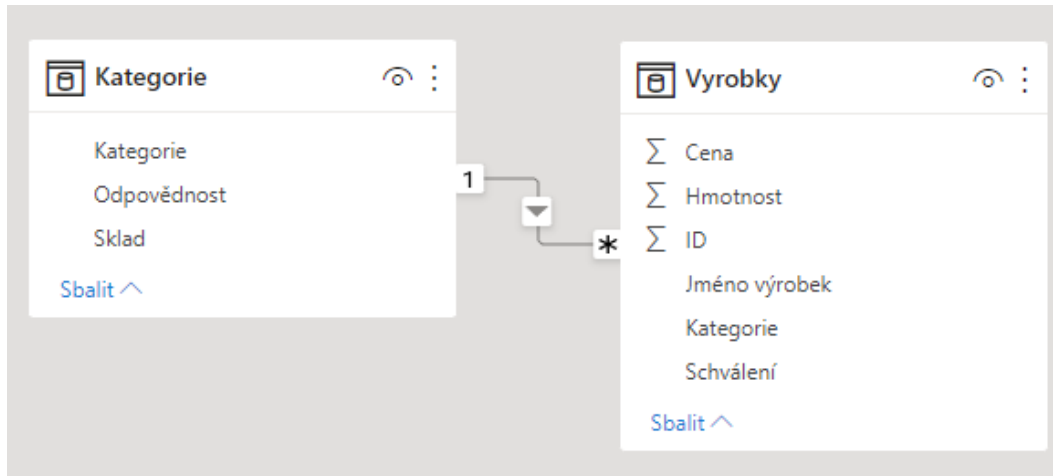 Kategorie
Kategorie
Odpovědnost
Sklad
Sbalit
1
*
Vyrobky
Σ Cena
Σ Hmotnost
Σ ID
Jméno výrobek
Kategorie
Schválení
Sbalit